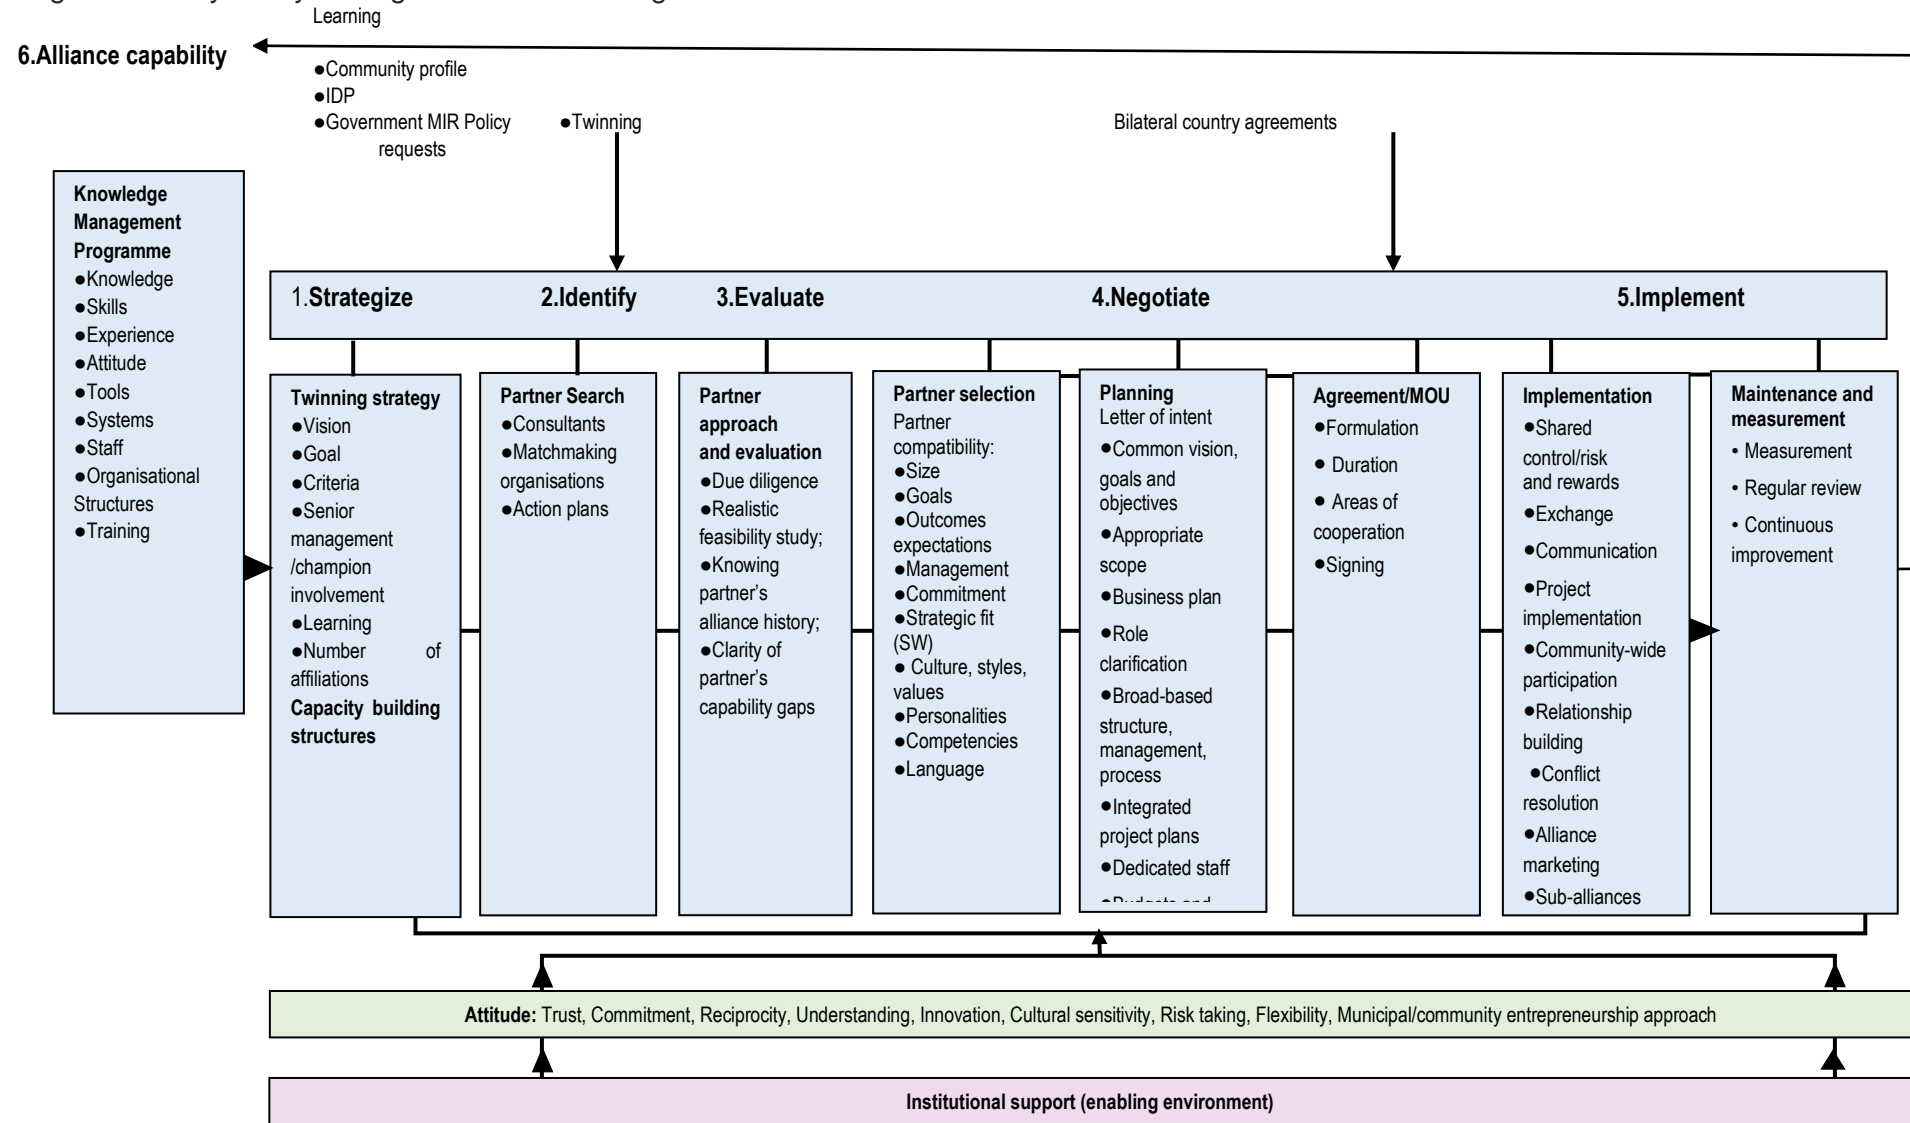 Learning
6.Alliance capability
●Community profile
●IDP
●Government MIR Policy
requests
●Twinning
Bilateral country agreements
Knowledge
Management
Programme
●Knowledge
●Skills
●Experience
●Attitude
●Tools
●Systems
●Staff
●Organisational
Structures
●Training
1.Strategize
2.Identify
3.Evaluate
4.Negotiate
5.Implement
Twinning strategy
●Vision
●Goal
●Criteria
●Senior
management
/champion
involvement
●Learning
●Number of
affiliations
Capacity building
structures
Partner Search
●Consultants
●Matchmaking
organisations
●Action plans
Partner
approach
and evaluation
●Due diligence
●Realistic
feasibility study;
●Knowing
partner’s
alliance history;
●Clarity of
partner’s
capability gaps
Partner selection
Partner
compatibility:
●Size
●Goals
●Outcomes
expectations
●Management
●Commitment
●Strategic fit
(SW)
● Culture, styles,
values
●Personalities
●Competencies
●Language
Planning
Letter of intent
●Common vision,
goals and
objectives
●Appropriate
scope
●Business plan
●Role
clarification
●Broad-based
structure,
management,
process
●Integrated
project plans
●Dedicated staff
Agreement/MOU
●Formulation
● Duration
● Areas of
cooperation
●Signing
Implementation
●Shared
control/risk
and rewards
●Exchange
●Communication
●Project
implementation
●Community-wide
participation
●Relationship
building
●Conflict
resolution
●Alliance
marketing
●Sub-alliances
Maintenance and
measurement
• Measurement
• Regular review
• Continuous
improvement
Attitude: Trust, Commitment, Reciprocity, Understanding, Innovation, Cultural sensitivity, Risk taking, Flexibility, Municipal/community entrepreneurship approach
Institutional support (enabling environment)